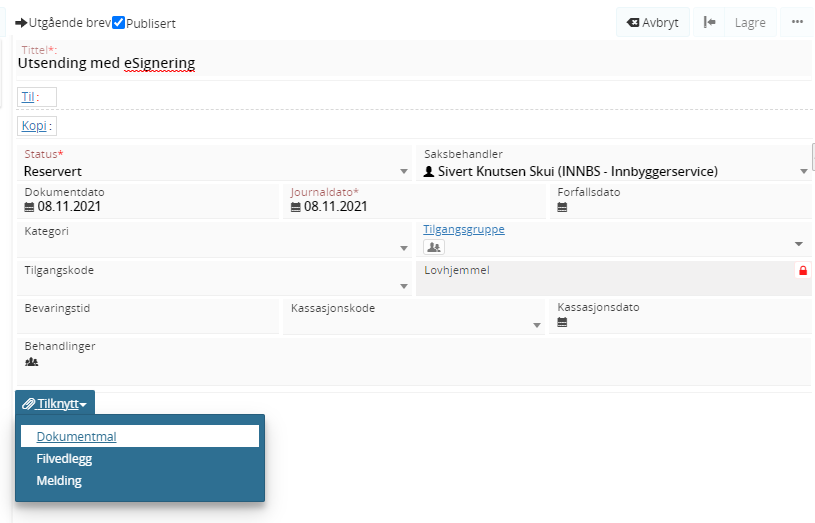 Utgående brev Publisert Avbryt Lagre
Tittel*:
Utsending med eSignering
Til :
Kopi :
Status* Saksbehandler
Reservert Sivert Knutsen Skui (INNBS - Innbyggerservice)
Dokumentdato Journaldato* Forfallsdato
08.11.2021 08.11.2021
Kategori Tilgangsgruppe
Tilgangskode Lovhjemmel
Bevaringstid Kassasjonskode Kassasjonsdato
Behandlinger
Tilknytt
Dokumentmal
Filvedlegg
Melding